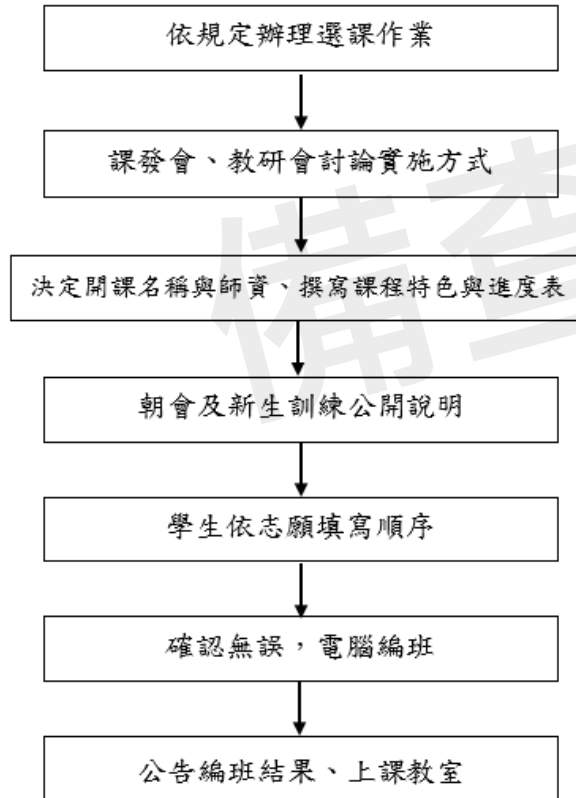 依規定辦理選課作業
課發會、教研會討論實施方式
備查
決定開課名稱與師資、撰寫課程特色與進度表
朝會及新生訓練公開說明
學生依志願填寫順序
確認無誤，電腦編班
公告編班結果、上課教室